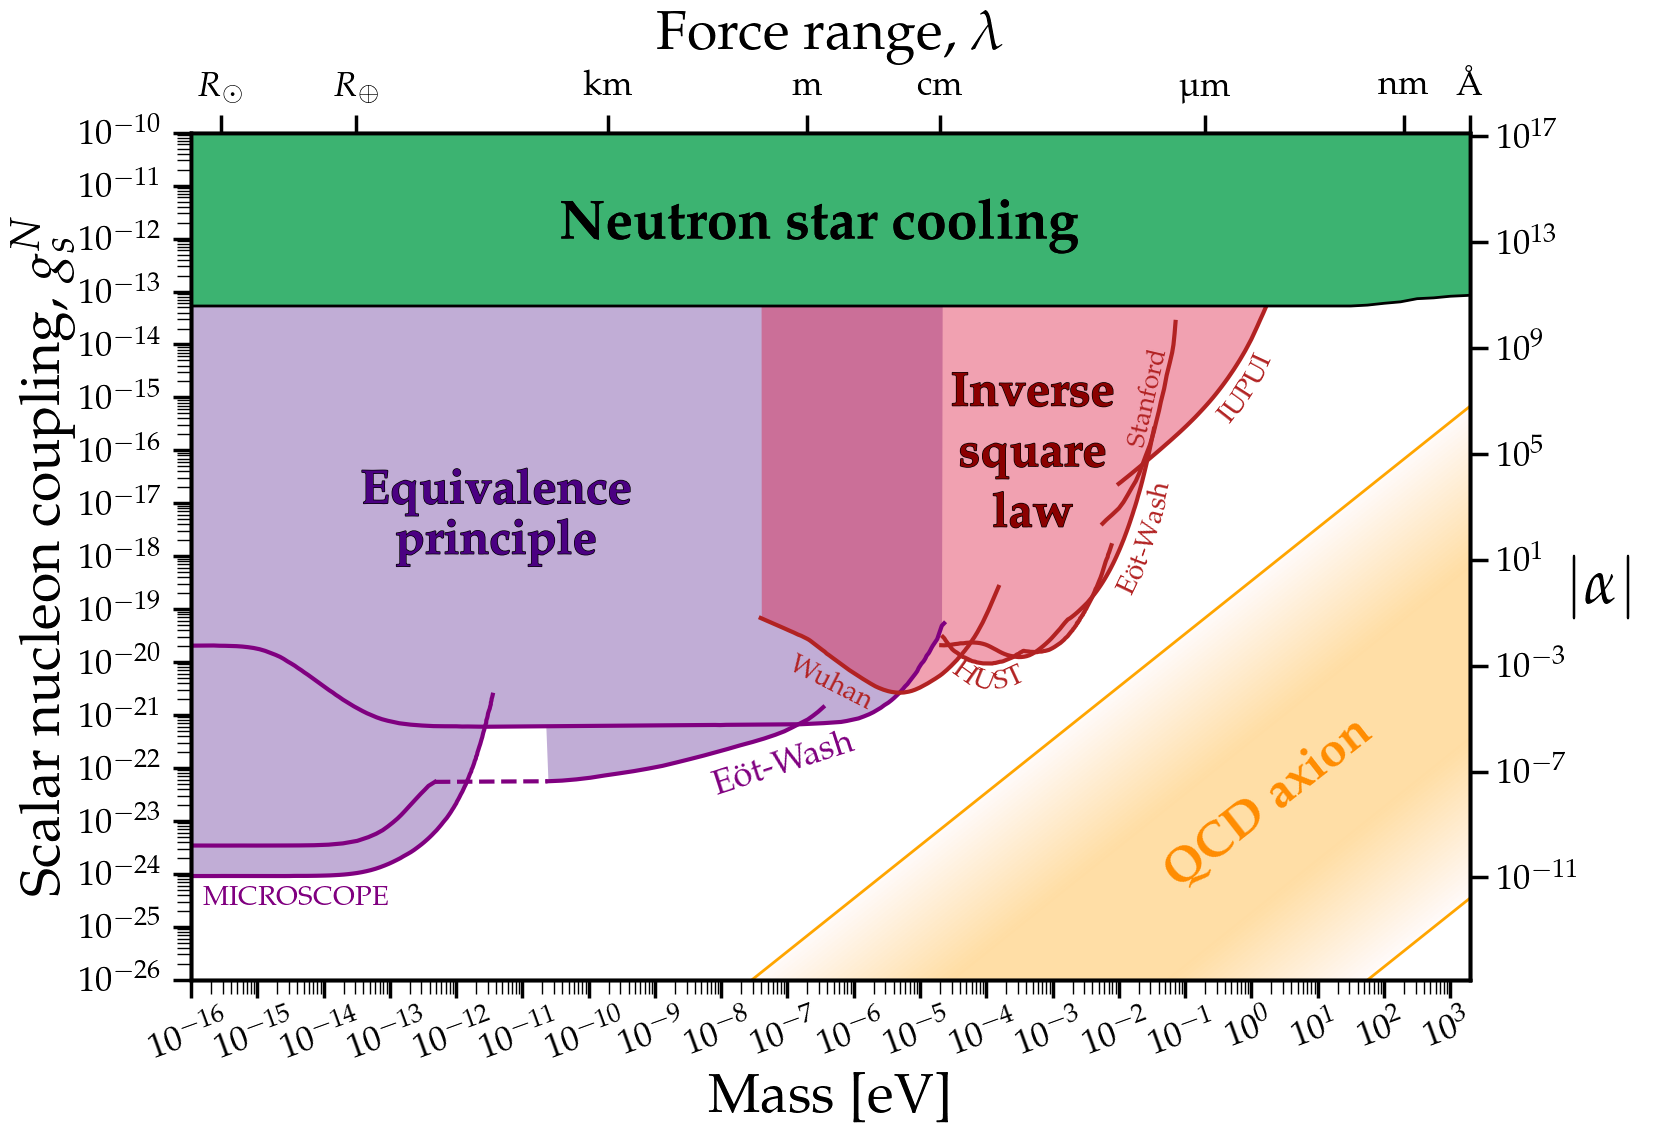 Force range, λ
R⊙ R⊕ km m cm µm nm Å
Scalar nucleon coupling, g_s^N
10^−10
10^−11
10^−12
10^−13
10^−14
10^−15
10^−16
10^−17
10^−18
10^−19
10^−20
10^−21
10^−22
10^−23
10^−24
10^−25
10^−26
Neutron star cooling
Equivalence
principle
Inverse
square
law
Stanford
IUPUI
Eöt-Wash
Wuhan
HUST
Eöt-Wash
MICROSCOPE
QCD axion
10^17
10^13
10^9
10^5
10^1
10^−3
10^−7
10^−11
|α|
10^−16 10^−15 10^−14 10^−13 10^−12 10^−11 10^−10 10^−9 10^−8 10^−7 10^−6 10^−5 10^−4 10^−3 10^−2 10^−1 10^0 10^1 10^2 10^3
Mass [eV]